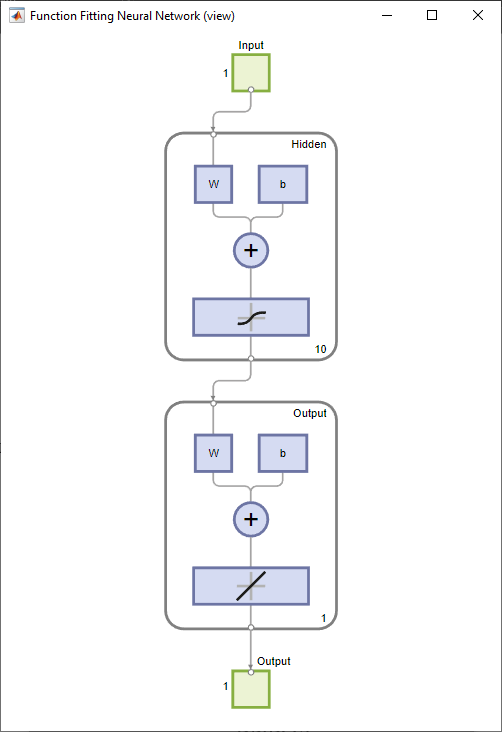 Function Fitting Neural Network (view)
Input
1
Hidden
W
b
+
10
Output
W
b
+
1
Output
1